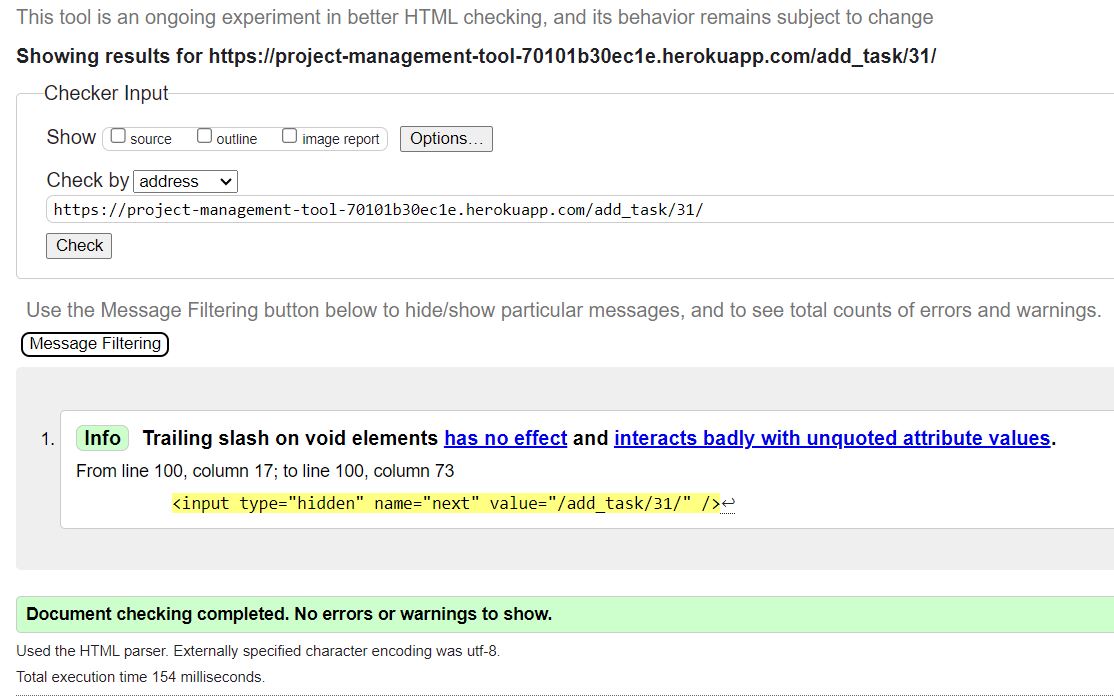 This tool is an ongoing experiment in better HTML checking, and its behavior remains subject to change
Showing results for https://project-management-tool-70101b30ec1e.herokuapp.com/add_task/31/
Checker Input
Show source outline image report Options...
Check by address
https://project-management-tool-70101b30ec1e.herokuapp.com/add_task/31/
Check
Use the Message Filtering button below to hide/show particular messages, and to see total counts of errors and warnings.
Message Filtering
1. Info Trailing slash on void elements has no effect and interacts badly with unquoted attribute values.
From line 100, column 17; to line 100, column 73
<input type="hidden" name="next" value="/add_task/31/" />↩
Document checking completed. No errors or warnings to show.
Used the HTML parser. Externally specified character encoding was utf-8.
Total execution time 154 milliseconds.